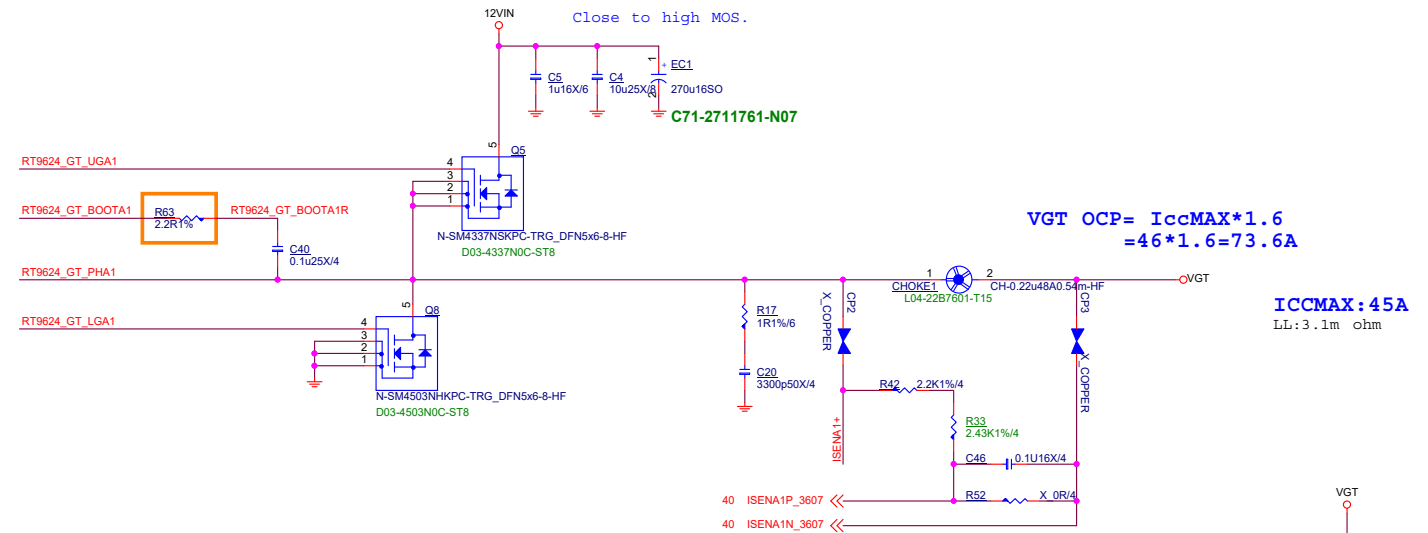 12VIN
Close to high MOS.
C5
1u16X/6
C4
10u25X/8
1
+
EC1
2
270u16SO
C71-2711761-N07
RT9624_GT_UGA1
5
Q5
4
3
2
1
RT9624_GT_BOOTA1
R63
2.2R1%
RT9624_GT_BOOTA1R
N-SM4337NSKPC-TRG_DFN5x6-8-HF
D03-4337N0C-ST8
C40
0.1u25X/4
VGT OCP= IccMAX*1.6
=46*1.6=73.6A
RT9624_GT_PHA1
1
2
CHOKE1
CH-0.22u48A0.54m-HF
L04-22B7601-T15
VGT
ICCMAX:45A
LL:3.1m ohm
RT9624_GT_LGA1
5
Q8
4
3
2
1
N-SM4503NHKPC-TRG_DFN5x6-8-HF
D03-4503N0C-ST8
R17
1R1%/6
C20
3300p50X/4
CP2
X_COPPER
CP3
X_COPPER
R42
2.2K1%/4
R33
2.43K1%/4
ISENA1+
C46
0.1U16X/4
R52
X_0R/4
40 ISENA1P_3607
40 ISENA1N_3607
VGT